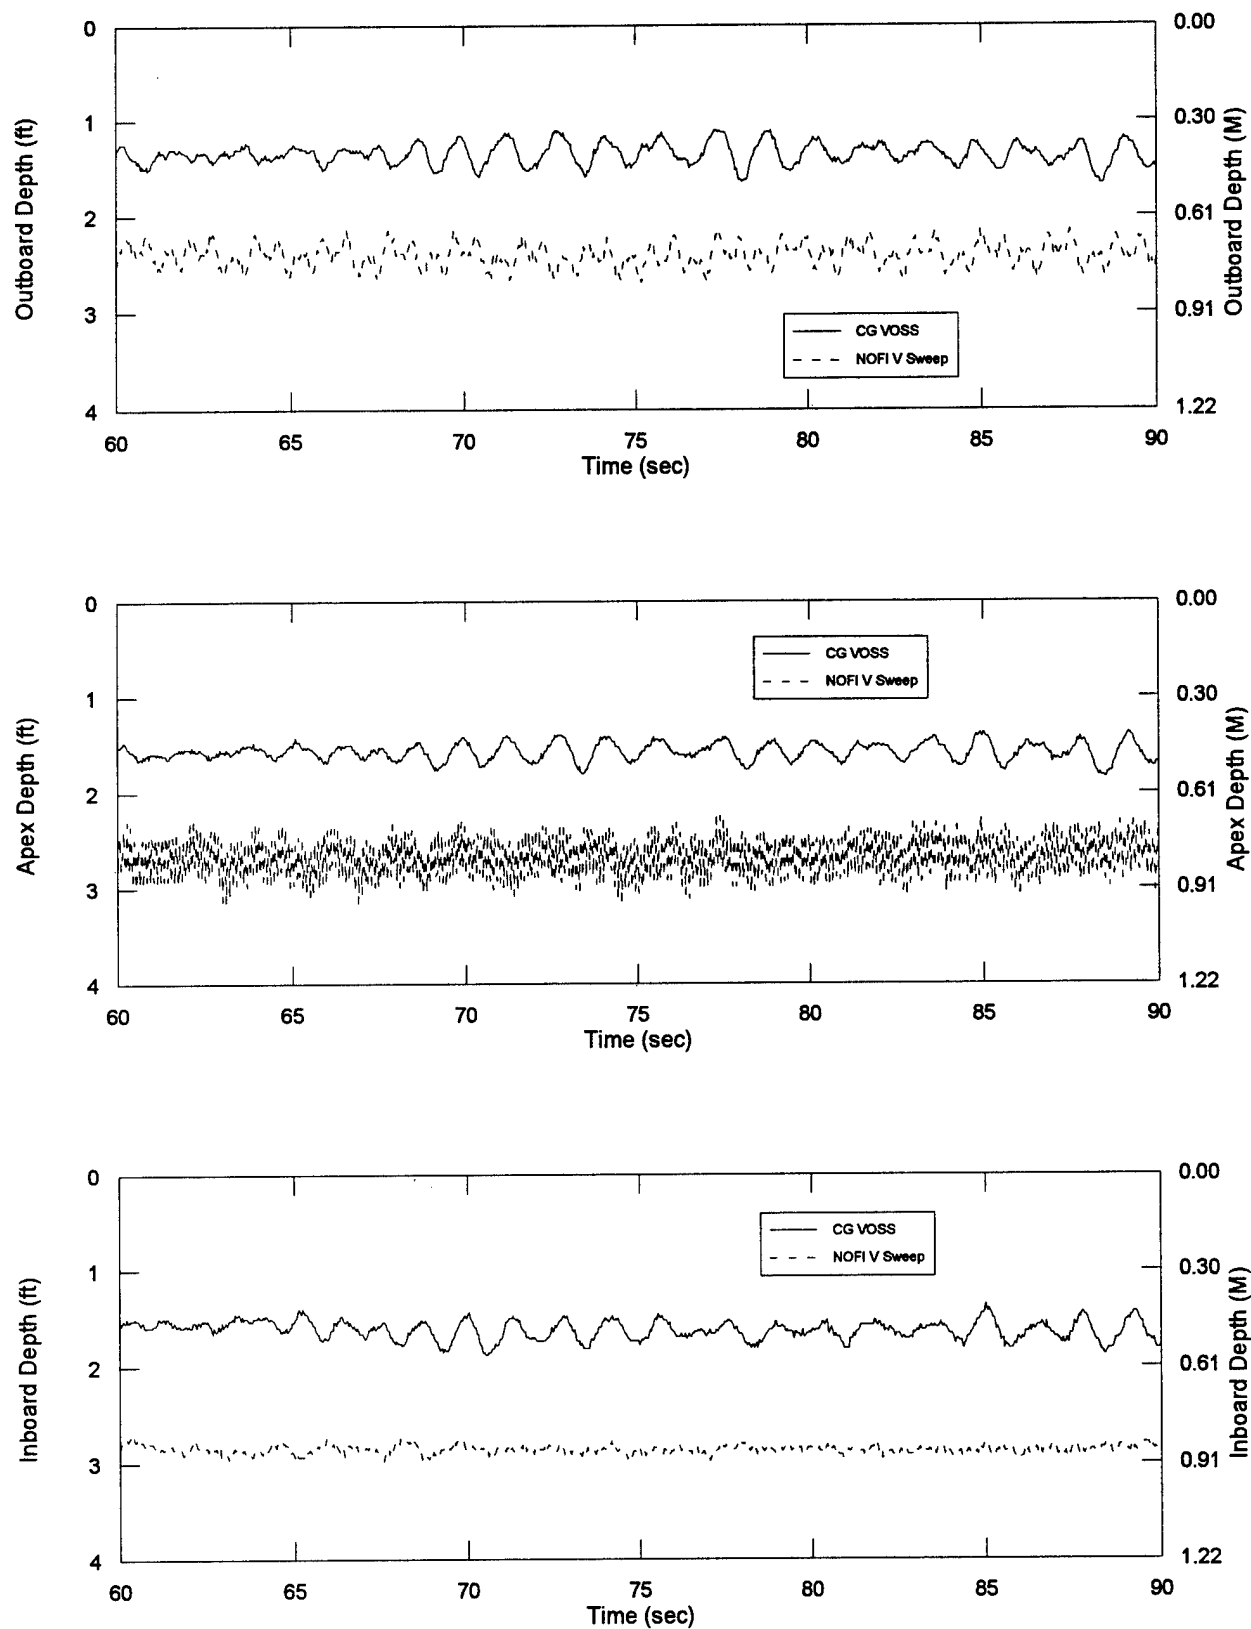 0
1
2
3
4
Outboard Depth (ft)
0.00
0.30
0.61
0.91
1.22
Outboard Depth (M)
CG VOSS
NOFI V Sweep
60 65 70 75 80 85 90
Time (sec)
0
1
2
3
4
Apex Depth (ft)
0.00
0.30
0.61
0.91
1.22
Apex Depth (M)
CG VOSS
NOFI V Sweep
60 65 70 75 80 85 90
Time (sec)
0
1
2
3
4
Inboard Depth (ft)
0.00
0.30
0.61
0.91
1.22
Inboard Depth (M)
CG VOSS
NOFI V Sweep
60 65 70 75 80 85 90
Time (sec)